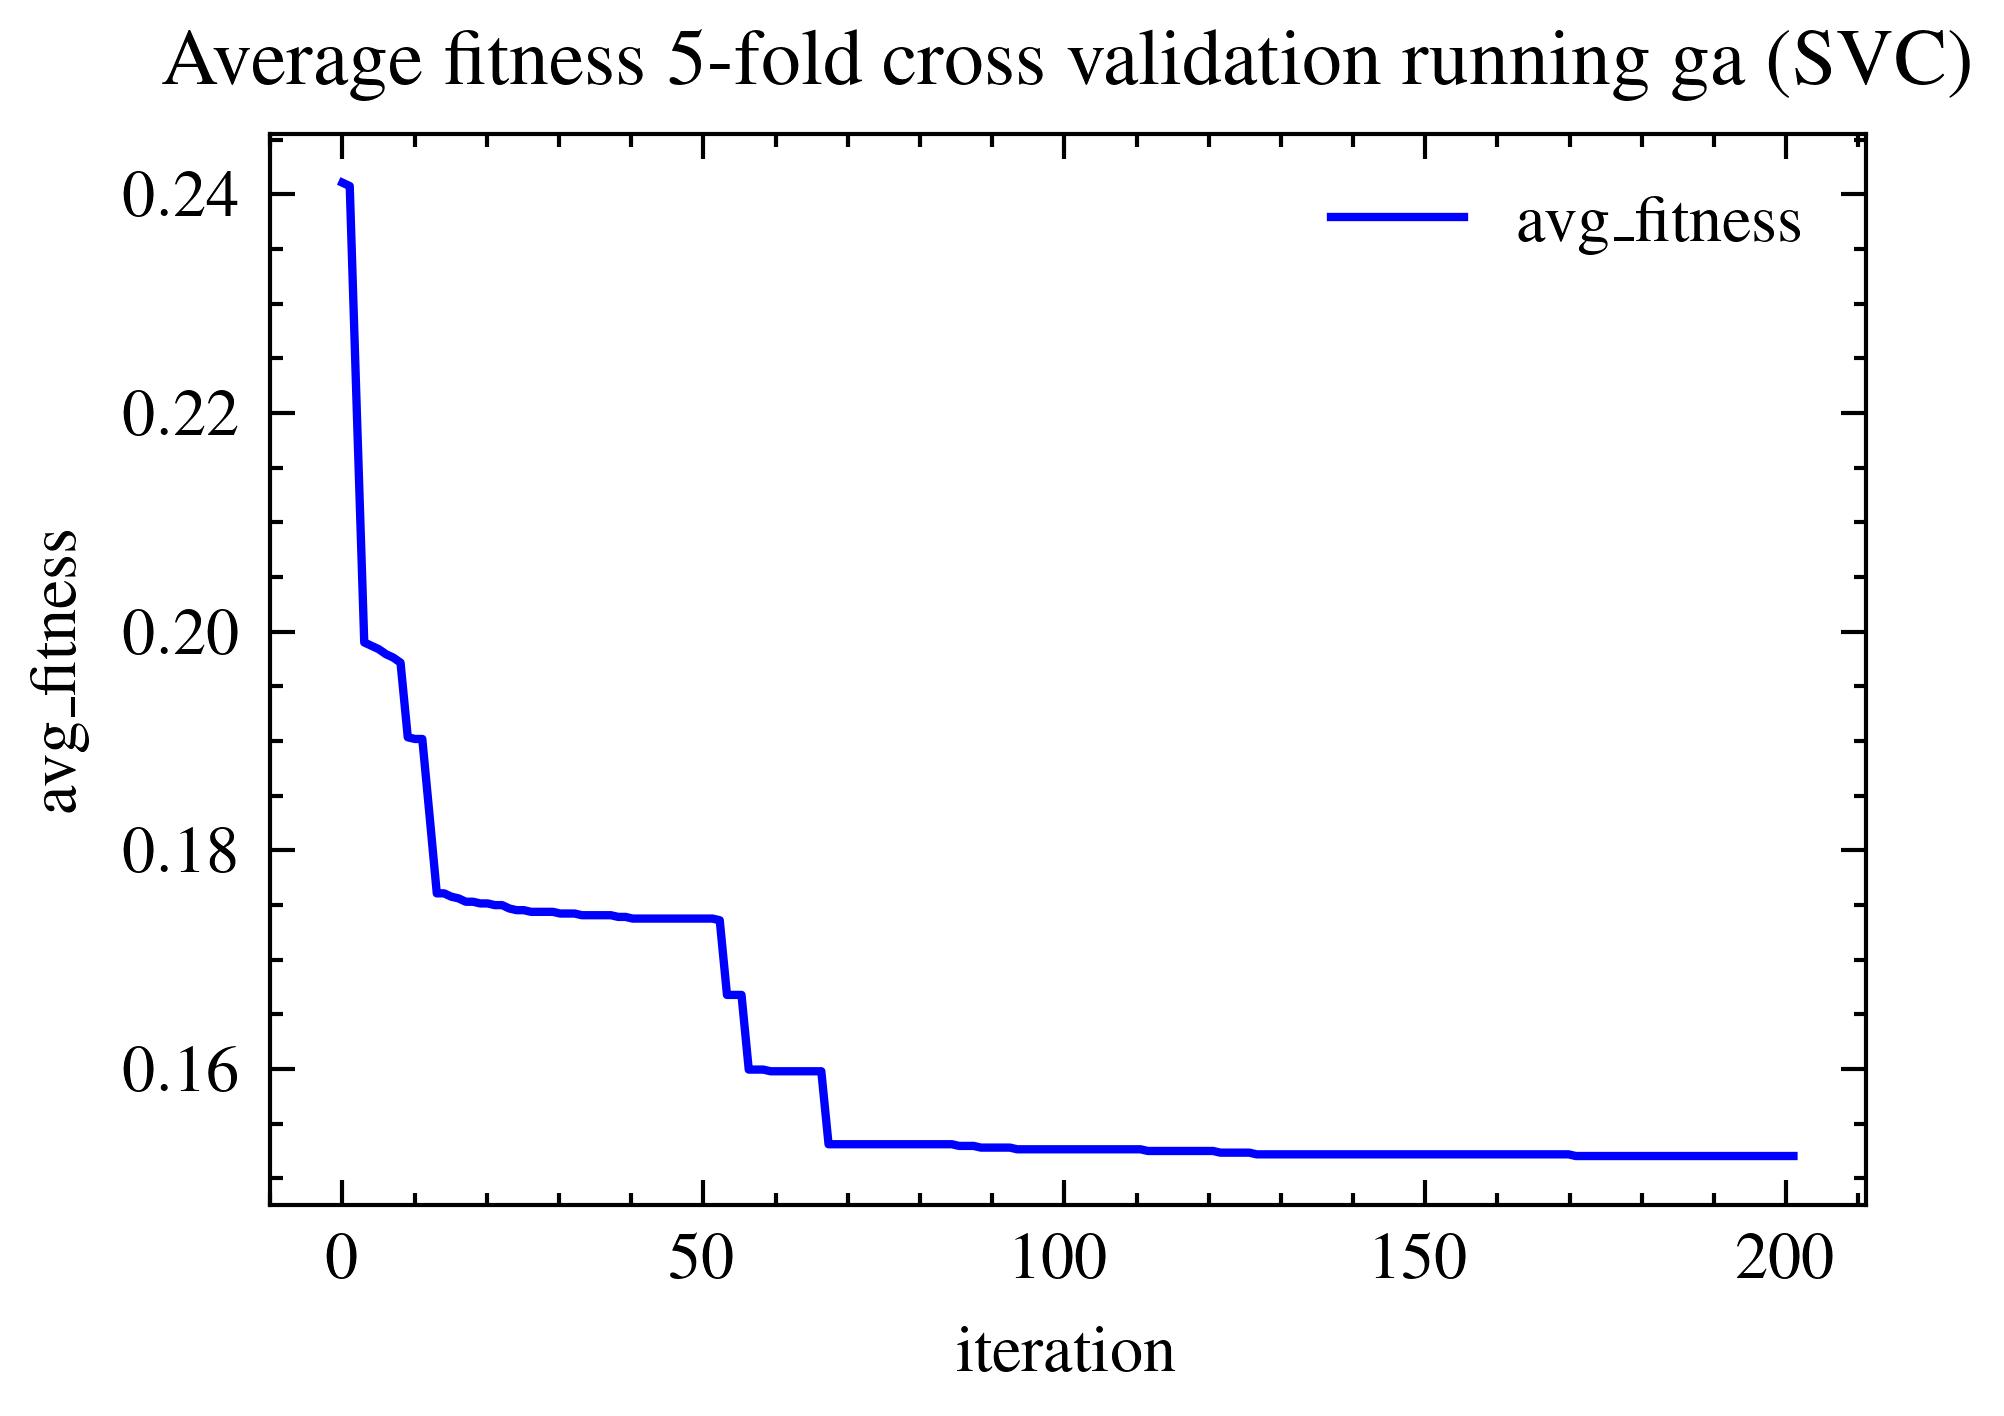 Average fitness 5-fold cross validation running ga (SVC)
avg_fitness
0.24
0.22
0.20
0.18
0.16
avg_fitness
0 50 100 150 200
iteration